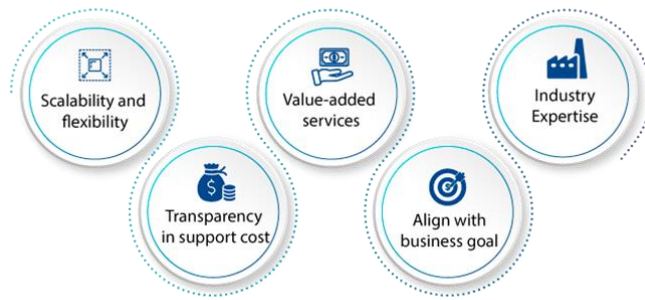 Scalability and
flexibility
Transparency
in support cost
Value-added
services
Align with
business goal
Industry
Expertise